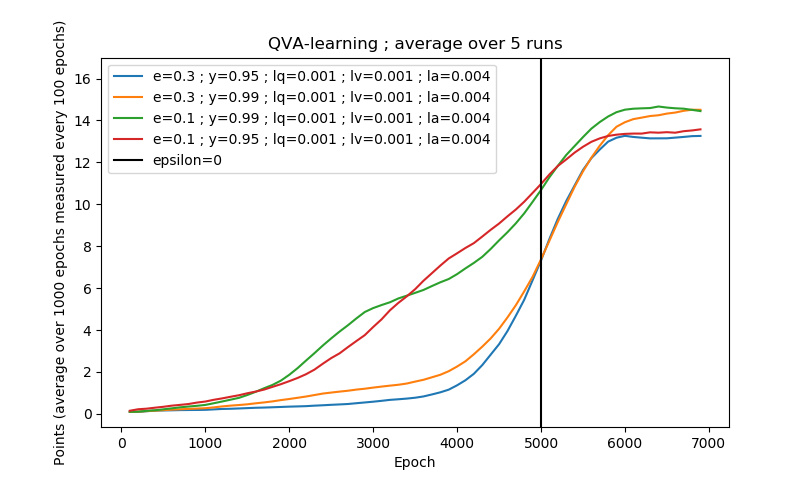 QVA-learning ; average over 5 runs
Points (average over 1000 epochs measured every 100 epochs)
16
14
12
10
8
6
4
2
0
e=0.3 ; y=0.95 ; lq=0.001 ; lv=0.001 ; la=0.004
e=0.3 ; y=0.99 ; lq=0.001 ; lv=0.001 ; la=0.004
e=0.1 ; y=0.99 ; lq=0.001 ; lv=0.001 ; la=0.004
e=0.1 ; y=0.95 ; lq=0.001 ; lv=0.001 ; la=0.004
epsilon=0
0 1000 2000 3000 4000 5000 6000 7000
Epoch